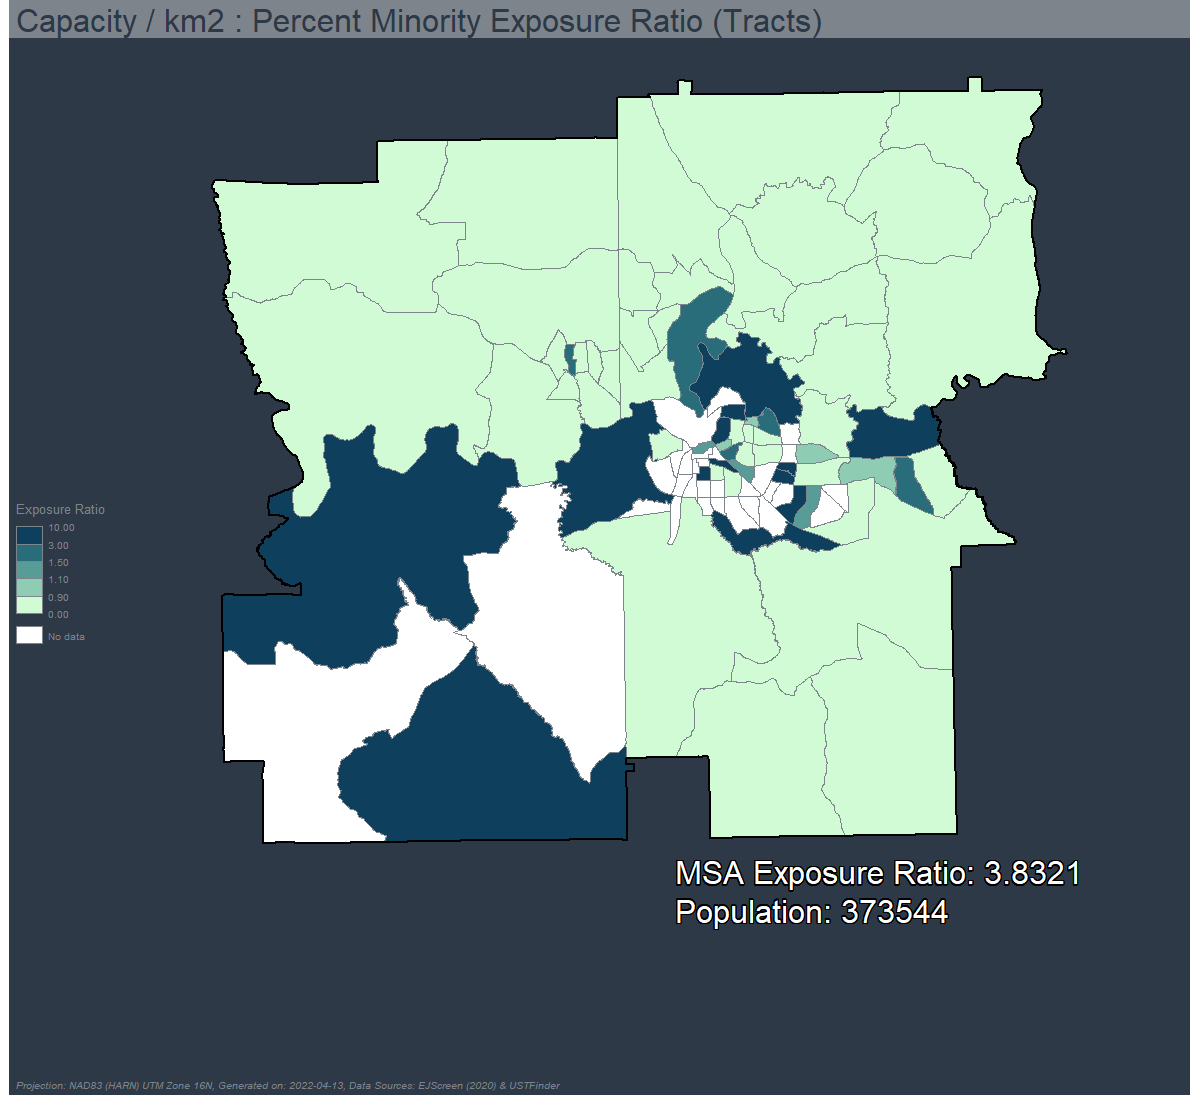 Capacity / km2 : Percent Minority Exposure Ratio (Tracts)
Exposure Ratio
10.00
3.00
1.50
1.10
0.90
0.00
No data
MSA Exposure Ratio: 3.8321
Population: 373544
Projection: NAD83 (HARN) UTM Zone 16N, Generated on: 2022-04-13, Data Sources: EJScreen (2020) & USTFinder